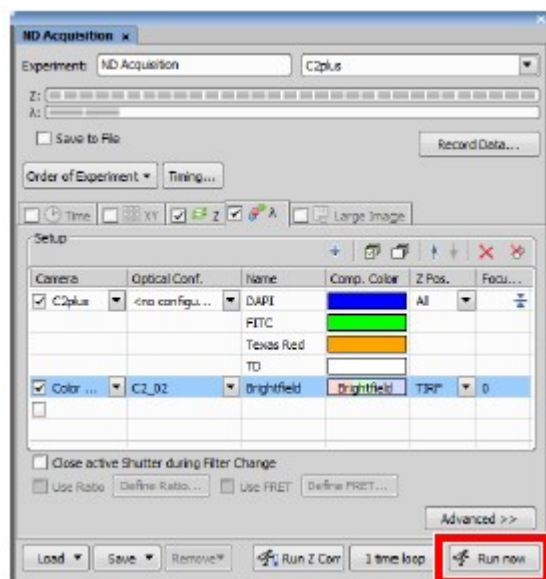 ND Acquisition x
Experiment: ND Acquisition C2plus
Z:
λ:
Save to File
Record Data...
Order of Experiment Timing...
Time XY Z λ Large Image
Setup
Camera Optical Conf. Name Comp. Color Z Pos. Focu...
C2plus <no configu... DAPI All
FITC
Texas Red
TD
Color ... C2_02 Brightfield Brightfield 0
Close active Shutter during Filter Change
Use Ratio Define Ratio... Use FRET Define FRET...
Advanced >>
Load Save Remove Run Z Corr 1 time loop Run now